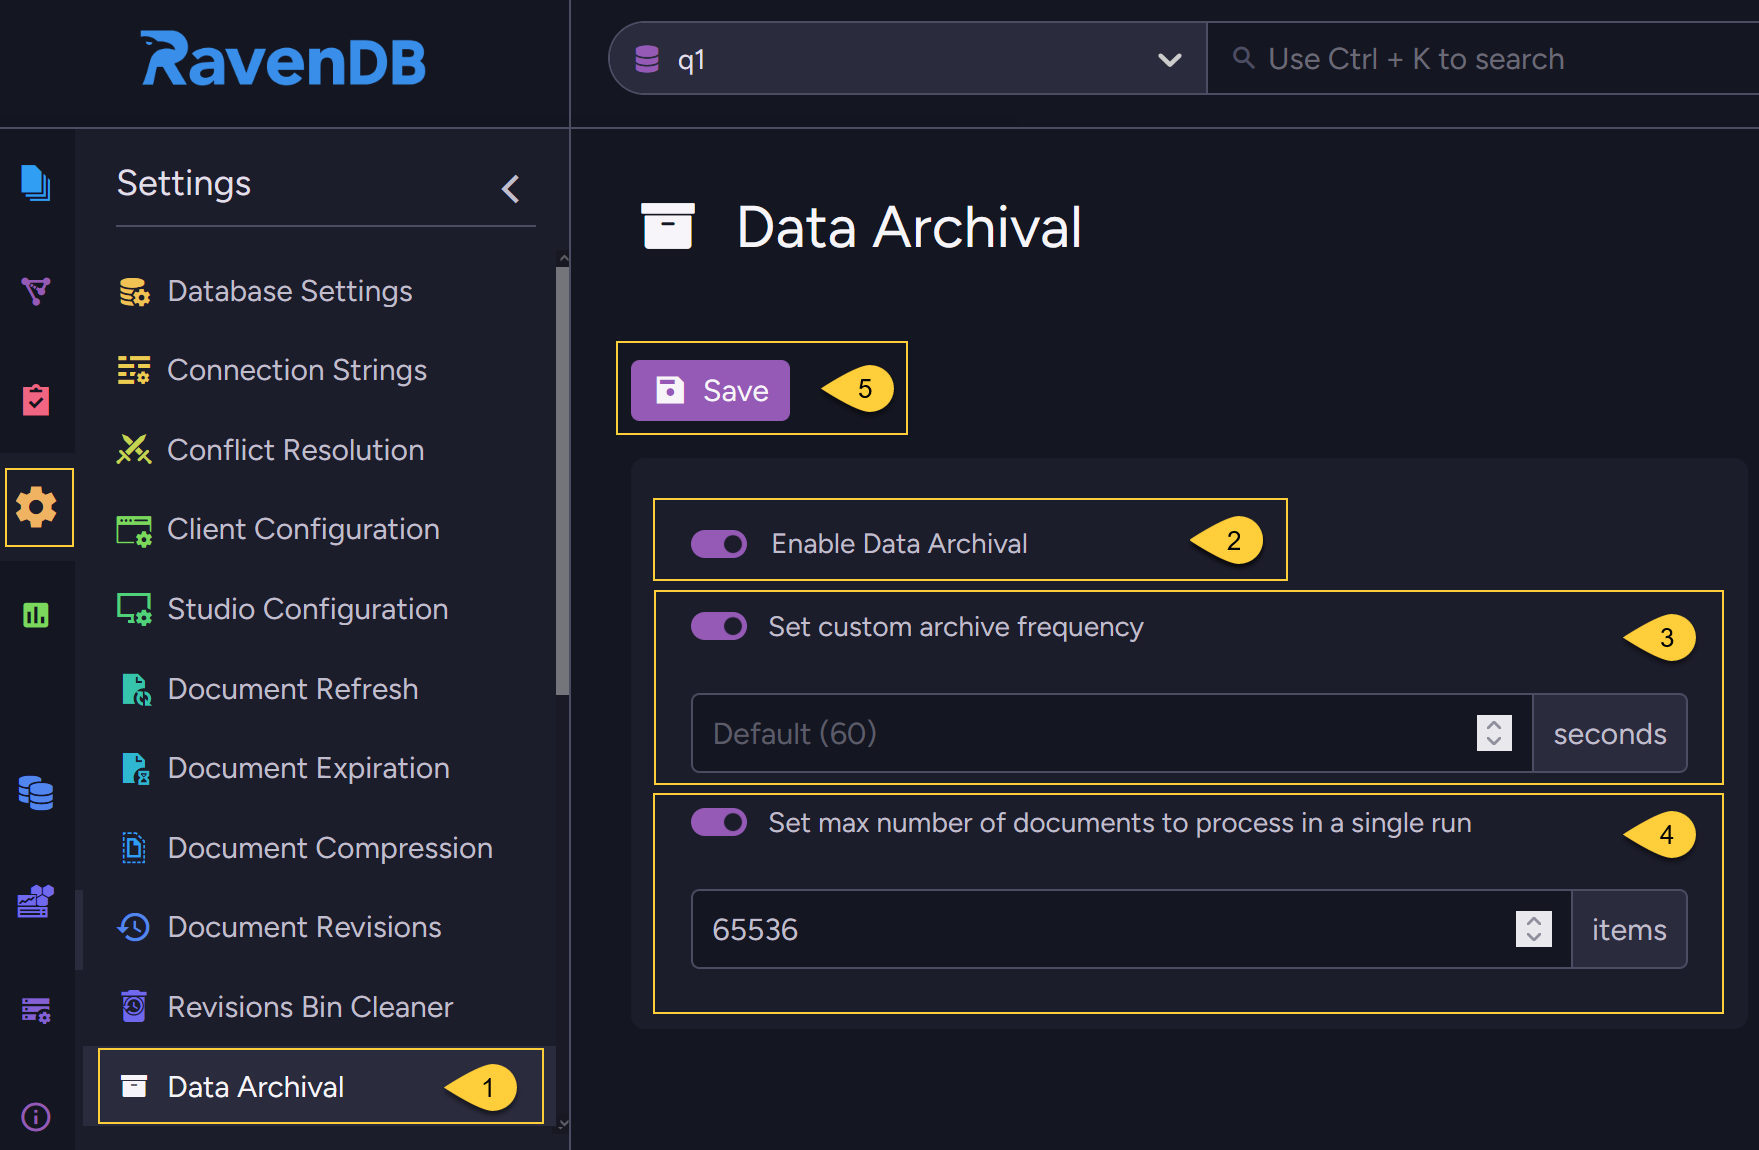 RavenDB
q1
Use Ctrl + K to search
Settings
Database Settings
Connection Strings
Conflict Resolution
Client Configuration
Studio Configuration
Document Refresh
Document Expiration
Document Compression
Document Revisions
Revisions Bin Cleaner
Data Archival 1
Data Archival
Save 5
Enable Data Archival 2
Set custom archive frequency 3
Default (60) seconds
Set max number of documents to process in a single run 4
65536 items